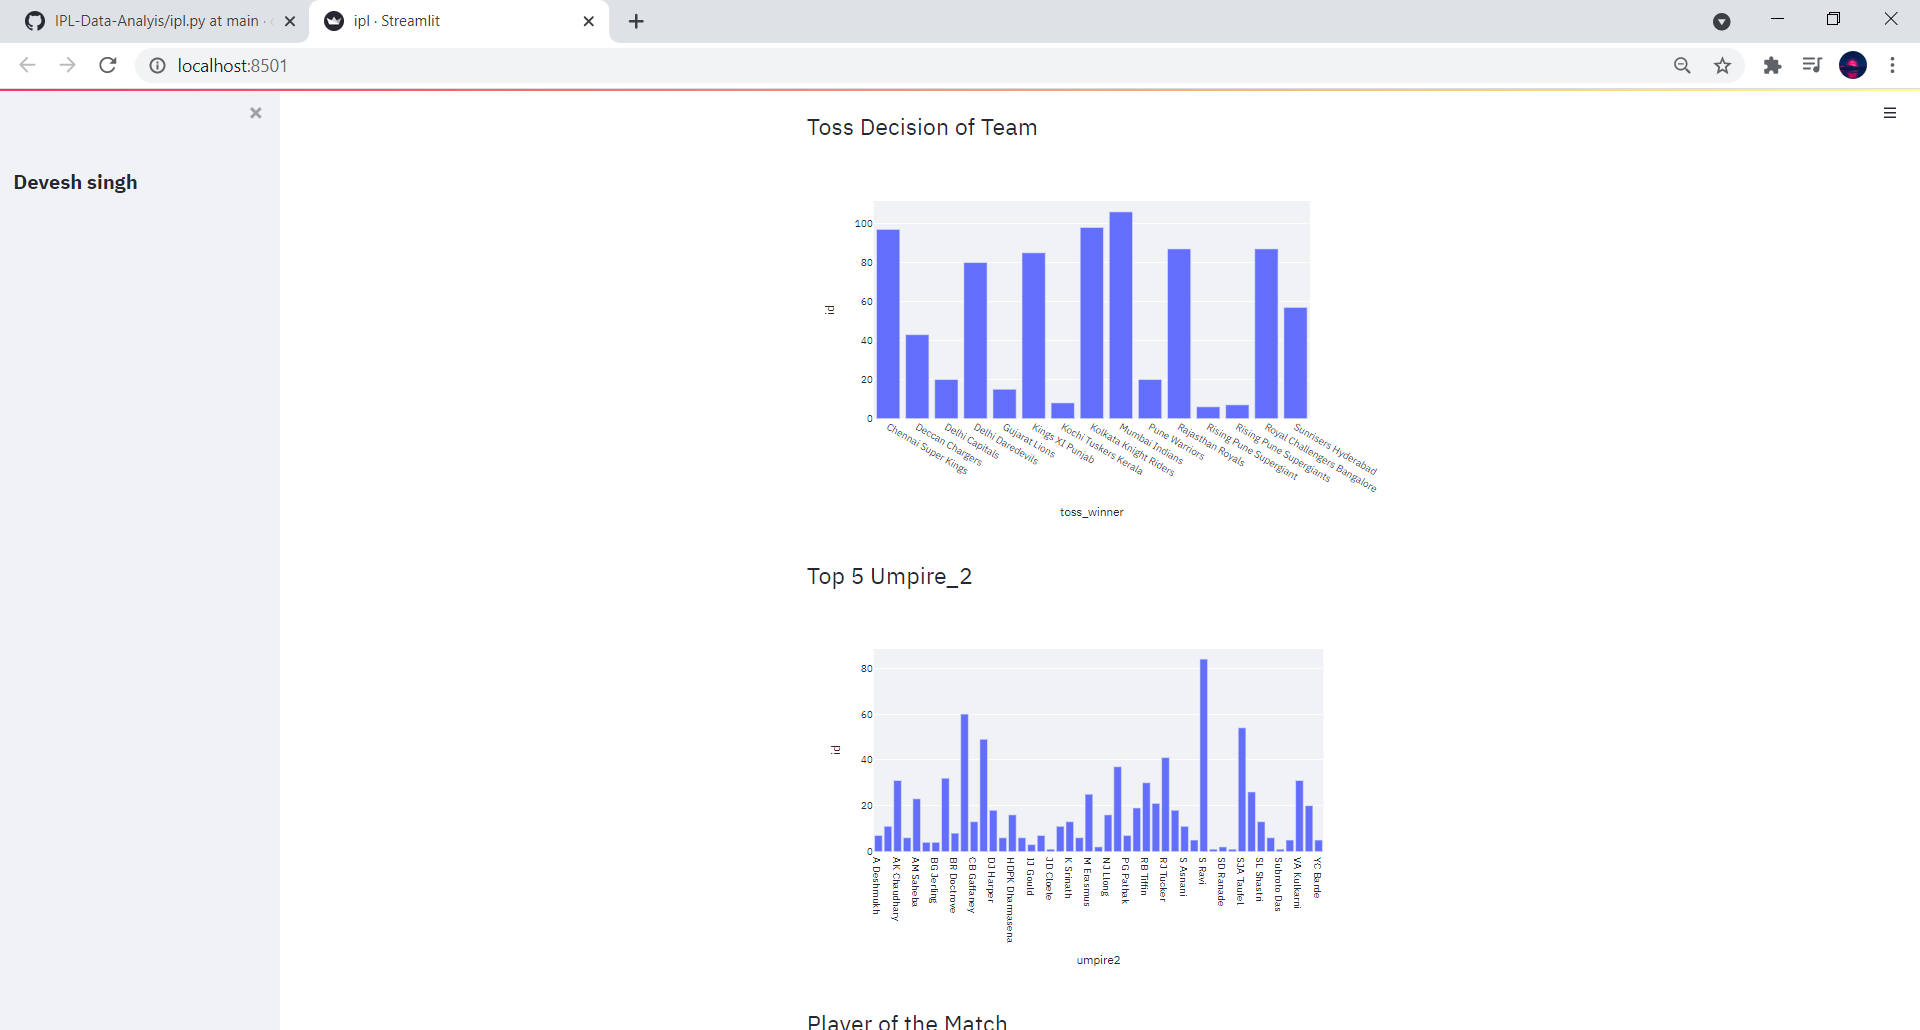 IPL-Data-Analyis/ipl.py at main ·
ipl · Streamlit
localhost:8501
Devesh singh
Toss Decision of Team
100
80
60
40
20
0
id
Chennai Super Kings
Deccan Chargers
Delhi Capitals
Delhi Daredevils
Gujarat Lions
Kings XI Punjab
Kochi Tuskers Kerala
Kolkata Knight Riders
Mumbai Indians
Pune Warriors
Rajasthan Royals
Rising Pune Supergiant
Rising Pune Supergiants
Royal Challengers Bangalore
Sunrisers Hyderabad
toss_winner
Top 5 Umpire_2
80
60
40
20
0
id
A Deshmukh
AK Chaudhary
AM Saheba
BG Jerling
BR Doctrove
CB Gaffaney
DJ Harper
HDPK Dharmasena
IJ Gould
JD Cloete
K Srinath
M Erasmus
NJ Llong
PG Pathak
RB Tiffin
RJ Tucker
S Asnani
S Ravi
SD Ranade
SJA Taufel
SL Shastri
Subroto Das
VA Kulkarni
YC Barde
umpire2
Player of the Match